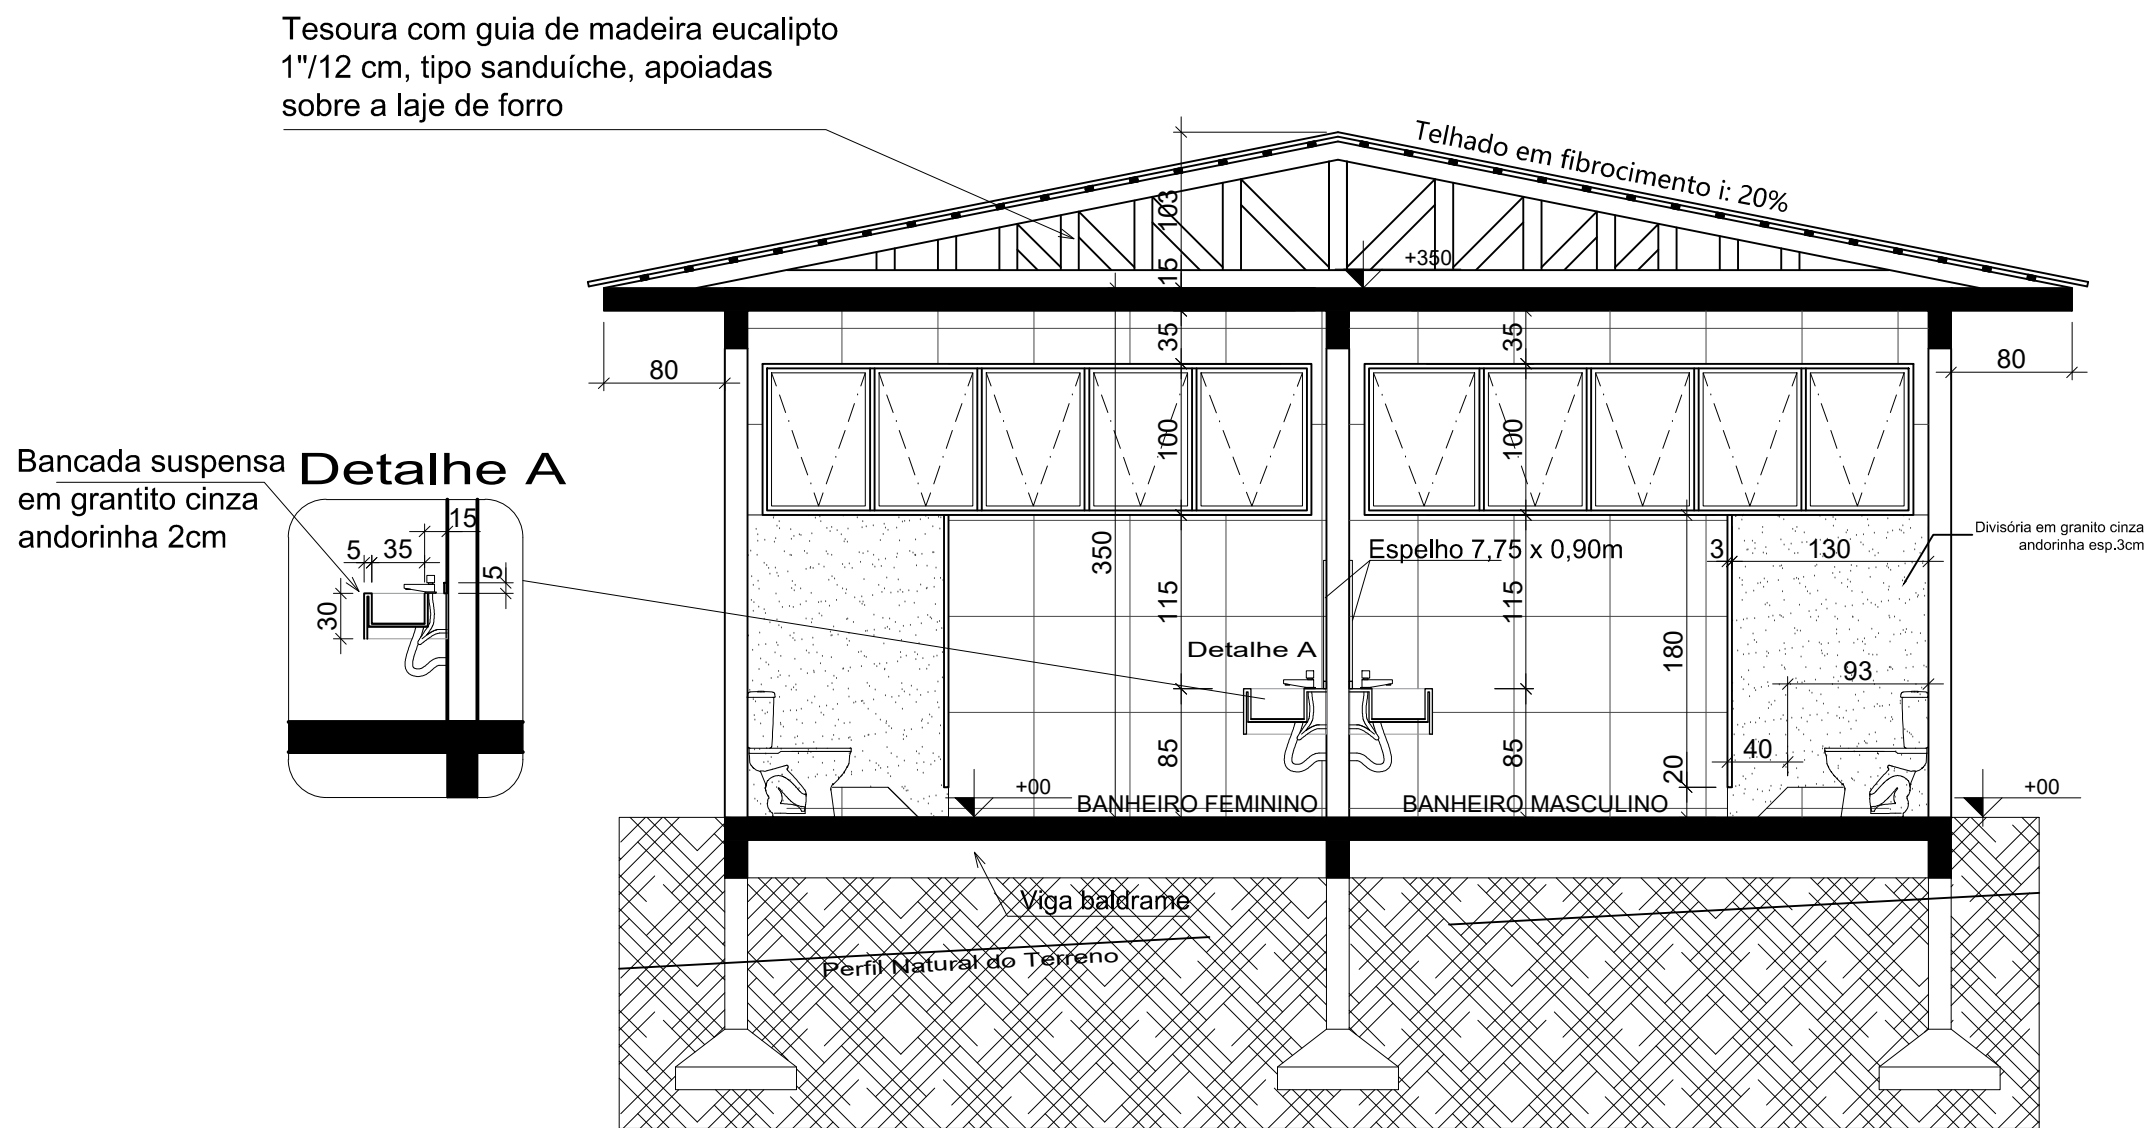 Tesoura com guia de madeira eucalipto
1"/12 cm, tipo sanduíche, apoiadas
sobre a laje de forro
Telhado em fibrocimento i: 20%
103
15
+350
35
35
80
80
100
100
Bancada suspensa
em grantito cinza
andorinha 2cm
Detalhe A
15
5
35
5
30
350
Espelho 7,75 x 0,90m
3
130
Divisória em granito cinza
andorinha esp.3cm
115
115
180
Detalhe A
93
85
85
40
20
+00
+00
BANHEIRO FEMININO
BANHEIRO MASCULINO
Viga baldrame
Perfil Natural do Terreno